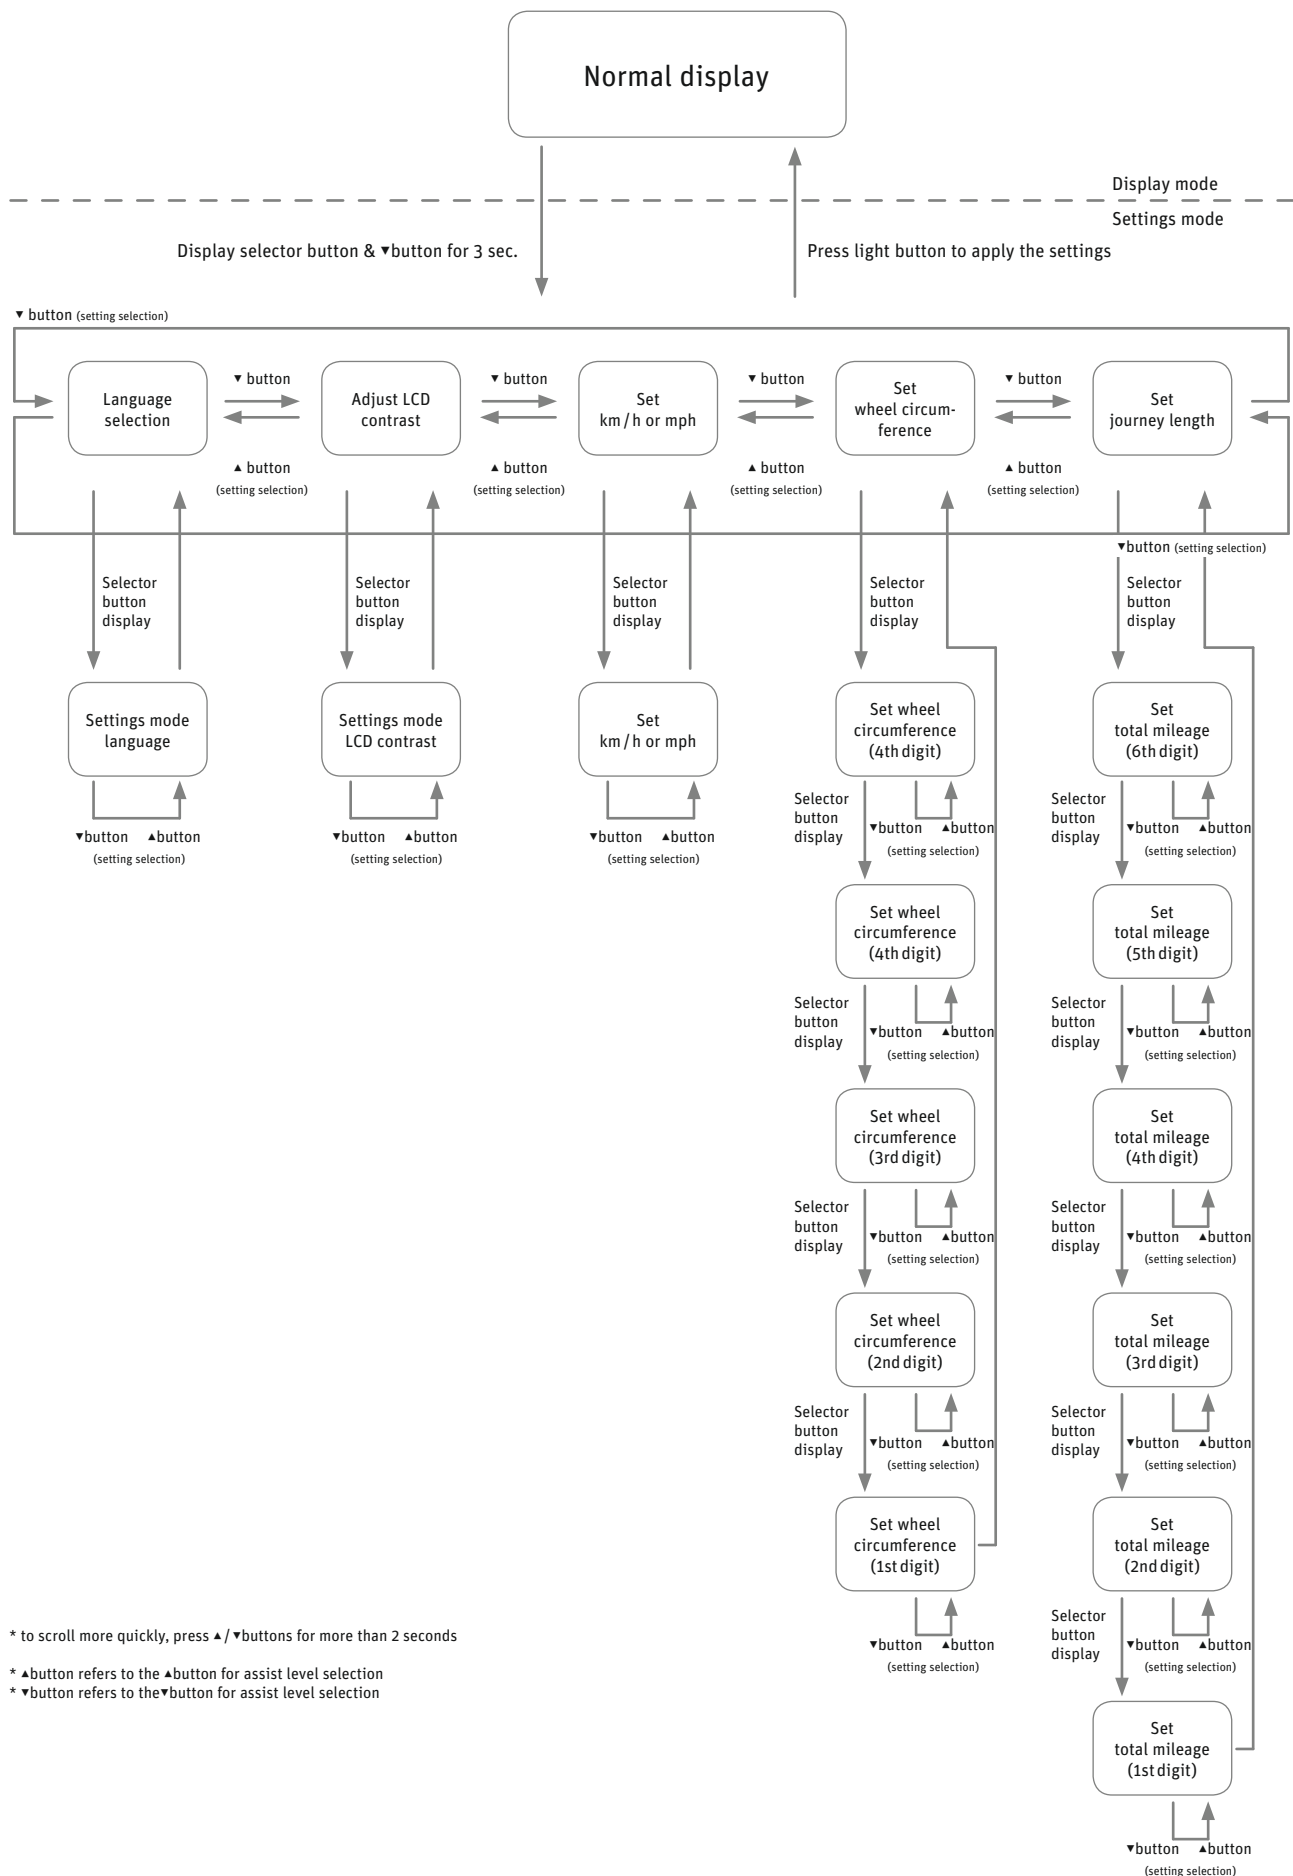 Normal display
Display mode
Settings mode
Display selector button & ▼button for 3 sec.
Press light button to apply the settings
▼ button (setting selection)
Language
selection
▼ button
▲ button
(setting selection)
Adjust LCD
contrast
▼ button
▲ button
(setting selection)
Set
km / h or mph
▼ button
▲ button
(setting selection)
Set
wheel circum-
ference
▼ button
▲ button
(setting selection)
Set
journey length
▼button (setting selection)
Selector
button
display
Selector
button
display
Selector
button
display
Selector
button
display
Selector
button
display
Settings mode
language
▼button ▲button
(setting selection)
Settings mode
LCD contrast
▼button ▲button
(setting selection)
Set
km / h or mph
▼button ▲button
(setting selection)
Set wheel
circumference
(4th digit)
Selector
button
display
▼button ▲button
(setting selection)
Set wheel
circumference
(4th digit)
Selector
button
display
▼button ▲button
(setting selection)
Set wheel
circumference
(3rd digit)
Selector
button
display
▼button ▲button
(setting selection)
Set wheel
circumference
(2nd digit)
Selector
button
display
▼button ▲button
(setting selection)
Set wheel
circumference
(1st digit)
▼button ▲button
(setting selection)
Set
total mileage
(6th digit)
Selector
button
display
▼button ▲button
(setting selection)
Set
total mileage
(5th digit)
Selector
button
display
▼button ▲button
(setting selection)
Set
total mileage
(4th digit)
Selector
button
display
▼button ▲button
(setting selection)
Set
total mileage
(3rd digit)
Selector
button
display
▼button ▲button
(setting selection)
Set
total mileage
(2nd digit)
Selector
button
display
▼button ▲button
(setting selection)
Set
total mileage
(1st digit)
▼button ▲button
(setting selection)
* to scroll more quickly, press ▲ / ▼buttons for more than 2 seconds
* ▲button refers to the ▲button for assist level selection
* ▼button refers to the▼button for assist level selection